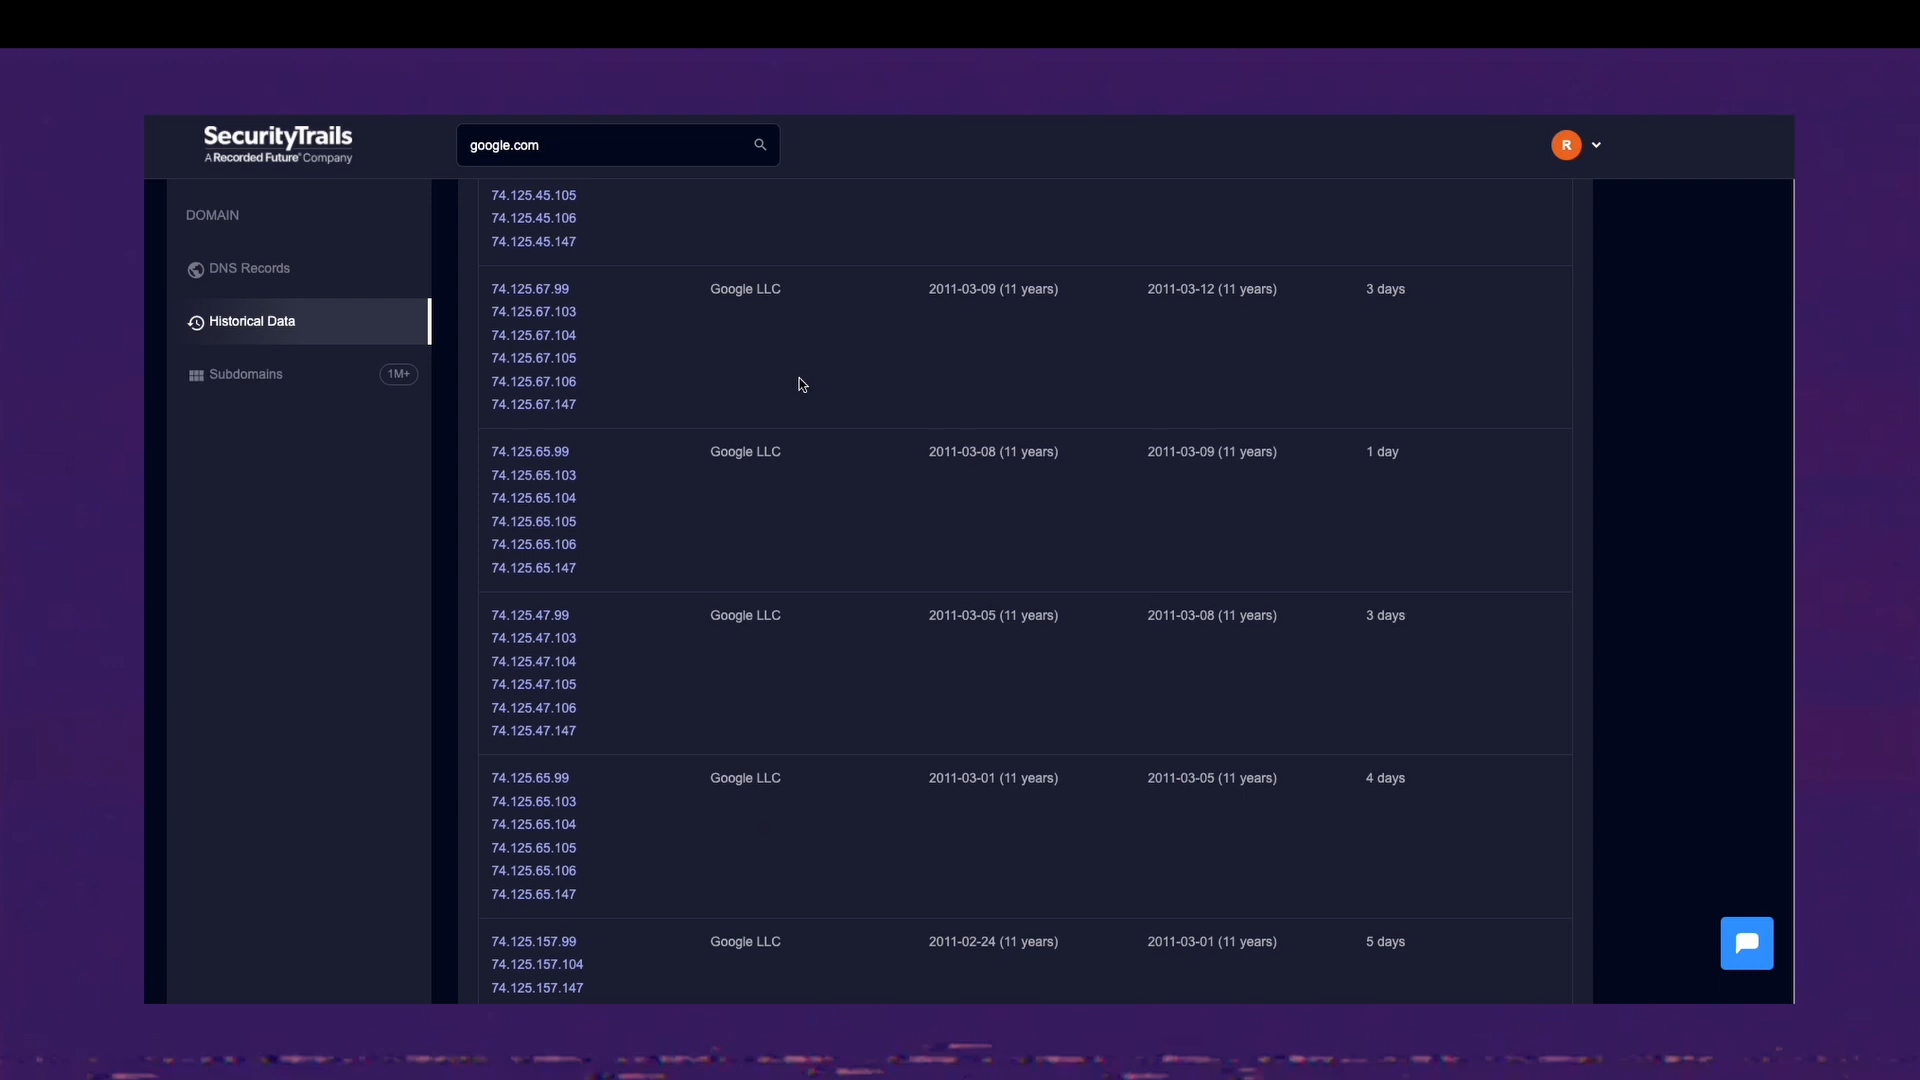 SecurityTrails
A Recorded Future® Company
google.com
R
DOMAIN
DNS Records
Historical Data
Subdomains 1M+
74.125.45.105
74.125.45.106
74.125.45.147
74.125.67.99 Google LLC 2011-03-09 (11 years) 2011-03-12 (11 years) 3 days
74.125.67.103
74.125.67.104
74.125.67.105
74.125.67.106
74.125.67.147
74.125.65.99 Google LLC 2011-03-08 (11 years) 2011-03-09 (11 years) 1 day
74.125.65.103
74.125.65.104
74.125.65.105
74.125.65.106
74.125.65.147
74.125.47.99 Google LLC 2011-03-05 (11 years) 2011-03-08 (11 years) 3 days
74.125.47.103
74.125.47.104
74.125.47.105
74.125.47.106
74.125.47.147
74.125.65.99 Google LLC 2011-03-01 (11 years) 2011-03-05 (11 years) 4 days
74.125.65.103
74.125.65.104
74.125.65.105
74.125.65.106
74.125.65.147
74.125.157.99 Google LLC 2011-02-24 (11 years) 2011-03-01 (11 years) 5 days
74.125.157.104
74.125.157.147